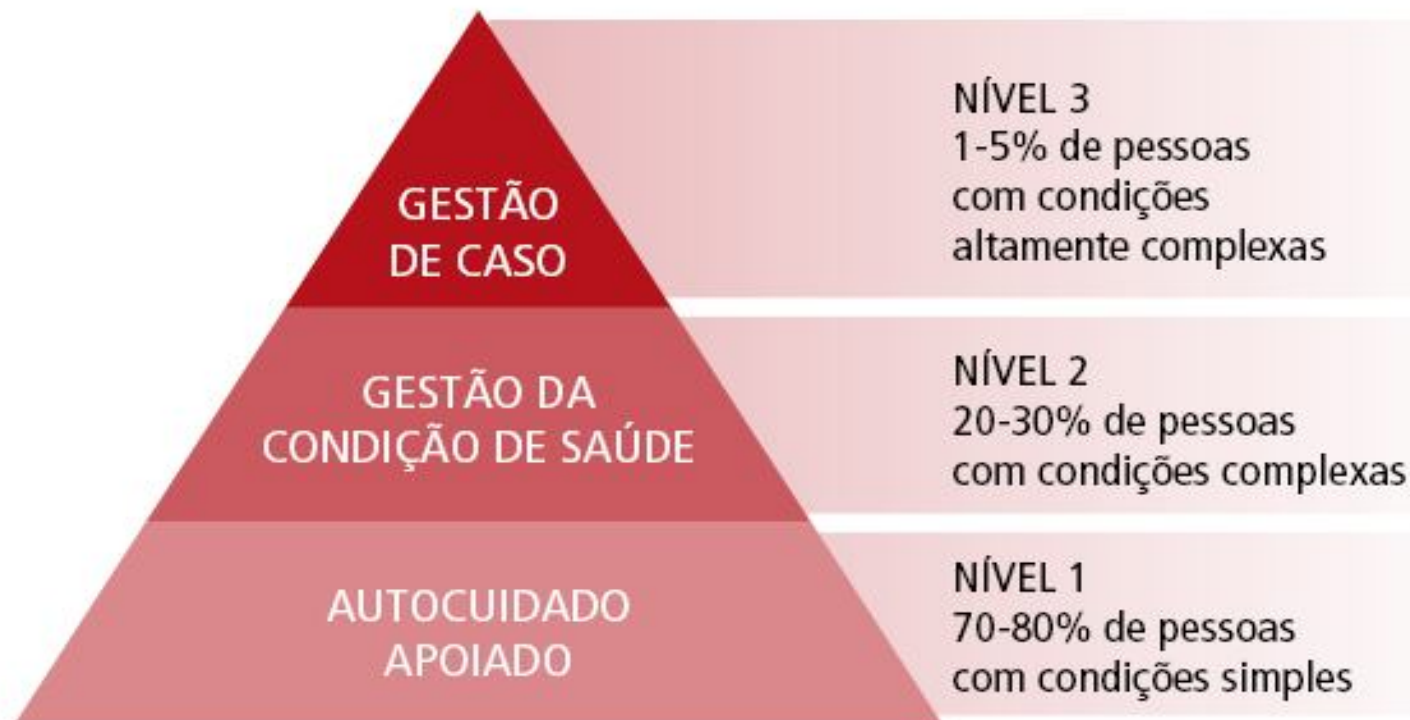 GESTÃO
DE CASO
NÍVEL 3
1-5% de pessoas
com condições
altamente complexas
GESTÃO DA
CONDIÇÃO DE SAÚDE
NÍVEL 2
20-30% de pessoas
com condições complexas
AUTOCUIDADO
APOIADO
NÍVEL 1
70-80% de pessoas
com condições simples